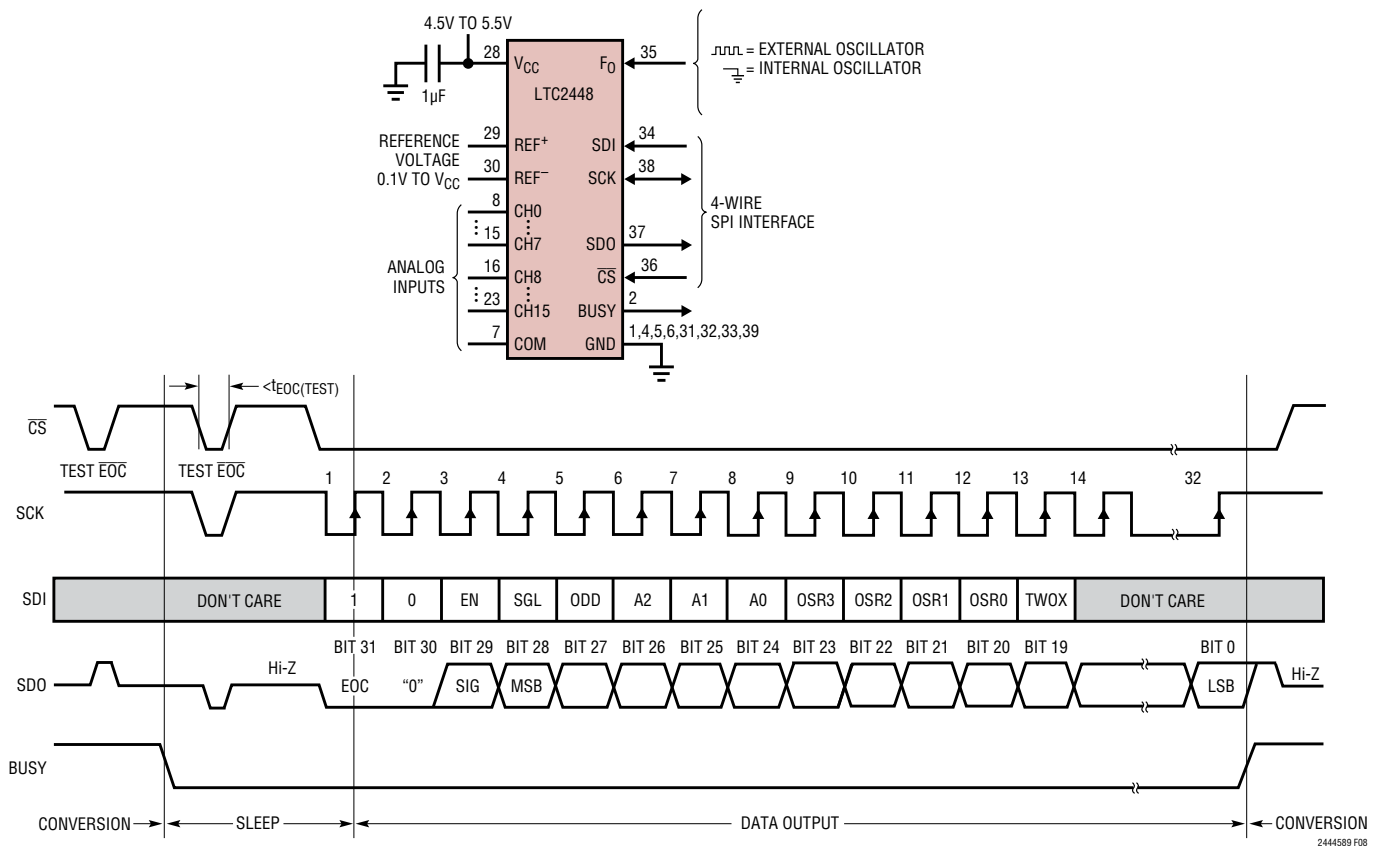 4.5V TO 5.5V
1µF
28
VCC
FO
35
= EXTERNAL OSCILLATOR
= INTERNAL OSCILLATOR
LTC2448
REFERENCE
VOLTAGE
0.1V TO VCC
29
REF+
30
REF–
SDI
34
SCK
38
4-WIRE
SPI INTERFACE
ANALOG
INPUTS
8
CH0
15
CH7
16
CH8
23
CH15
7
COM
SDO
37
CS
36
BUSY
2
GND
1,4,5,6,31,32,33,39
<tEOC(TEST)
CS
TEST EOC
TEST EOC
SCK
1 2 3 4 5 6 7 8 9 10 11 12 13 14 32
SDI
DON'T CARE
1 0 EN SGL ODD A2 A1 A0 OSR3 OSR2 OSR1 OSR0 TWOX
DON'T CARE
BIT 31 BIT 30 BIT 29 BIT 28 BIT 27 BIT 26 BIT 25 BIT 24 BIT 23 BIT 22 BIT 21 BIT 20 BIT 19 BIT 0
SDO
Hi-Z
EOC “0” SIG MSB LSB
Hi-Z
BUSY
CONVERSION
SLEEP
DATA OUTPUT
CONVERSION
2444589 F08